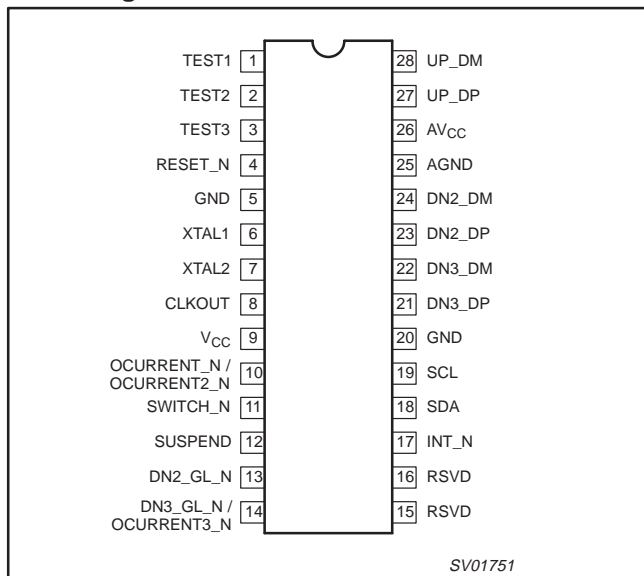 TEST1 1
TEST2 2
TEST3 3
RESET_N 4
GND 5
XTAL1 6
XTAL2 7
CLKOUT 8
VCC 9
OCURRENT_N /
OCURRENT2_N 10
SWITCH_N 11
SUSPEND 12
DN2_GL_N 13
DN3_GL_N /
OCURRENT3_N 14
28 UP_DM
27 UP_DP
26 AVCC
25 AGND
24 DN2_DM
23 DN2_DP
22 DN3_DM
21 DN3_DP
20 GND
19 SCL
18 SDA
17 INT_N
16 RSVD
15 RSVD
SV01751